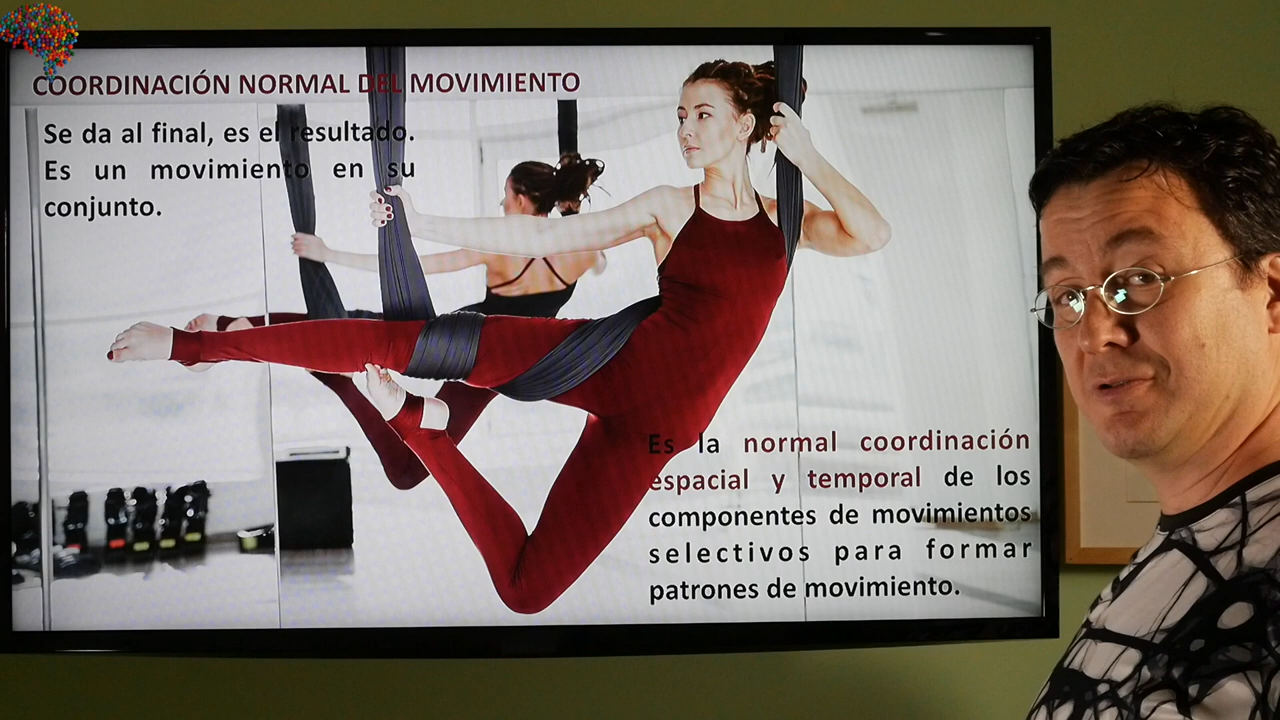 COORDINACIÓN NORMAL DEL MOVIMIENTO
Se da al final, es el resultado.
Es un movimiento en su
conjunto.
Es la normal coordinación
espacial y temporal de los
componentes de movimientos
selectivos para formar
patrones de movimiento.